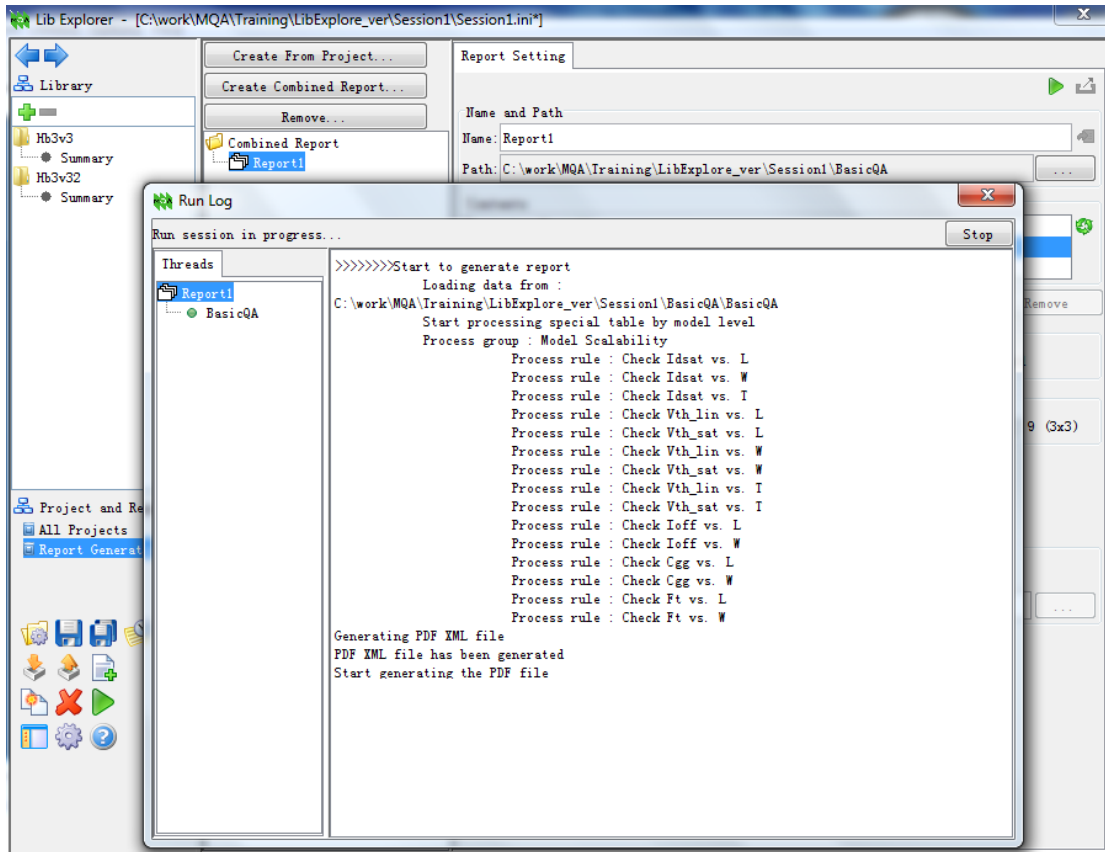 Lib Explorer - [C:\work\MQA\Training\LibExplore_ver\Session1\Session1.ini*]
Library
Hb3v3
Summary
Hb3v32
Summary
Create From Project...
Create Combined Report...
Remove...
Combined Report
Report1
Report Setting
Name and Path
Name: Report1
Path: C:\work\MQA\Training\LibExplore_ver\Session1\BasicQA
...
Remove
9 (3x3)
...
Project and Re
All Projects
Report Generat
Run Log
Run session in progress...
Stop
Threads
Report1
BasicQA
>>>>>>>>Start to generate report
Loading data from :
C:\work\MQA\Training\LibExplore_ver\Session1\BasicQA\BasicQA
Start processing special table by model level
Process group : Model Scalability
Process rule : Check Idsat vs. L
Process rule : Check Idsat vs. W
Process rule : Check Idsat vs. T
Process rule : Check Vth_lin vs. L
Process rule : Check Vth_sat vs. L
Process rule : Check Vth_lin vs. W
Process rule : Check Vth_sat vs. W
Process rule : Check Vth_lin vs. T
Process rule : Check Vth_sat vs. T
Process rule : Check Ioff vs. L
Process rule : Check Ioff vs. W
Process rule : Check Cgg vs. L
Process rule : Check Cgg vs. W
Process rule : Check Ft vs. L
Process rule : Check Ft vs. W
Generating PDF XML file
PDF XML file has been generated
Start generating the PDF file